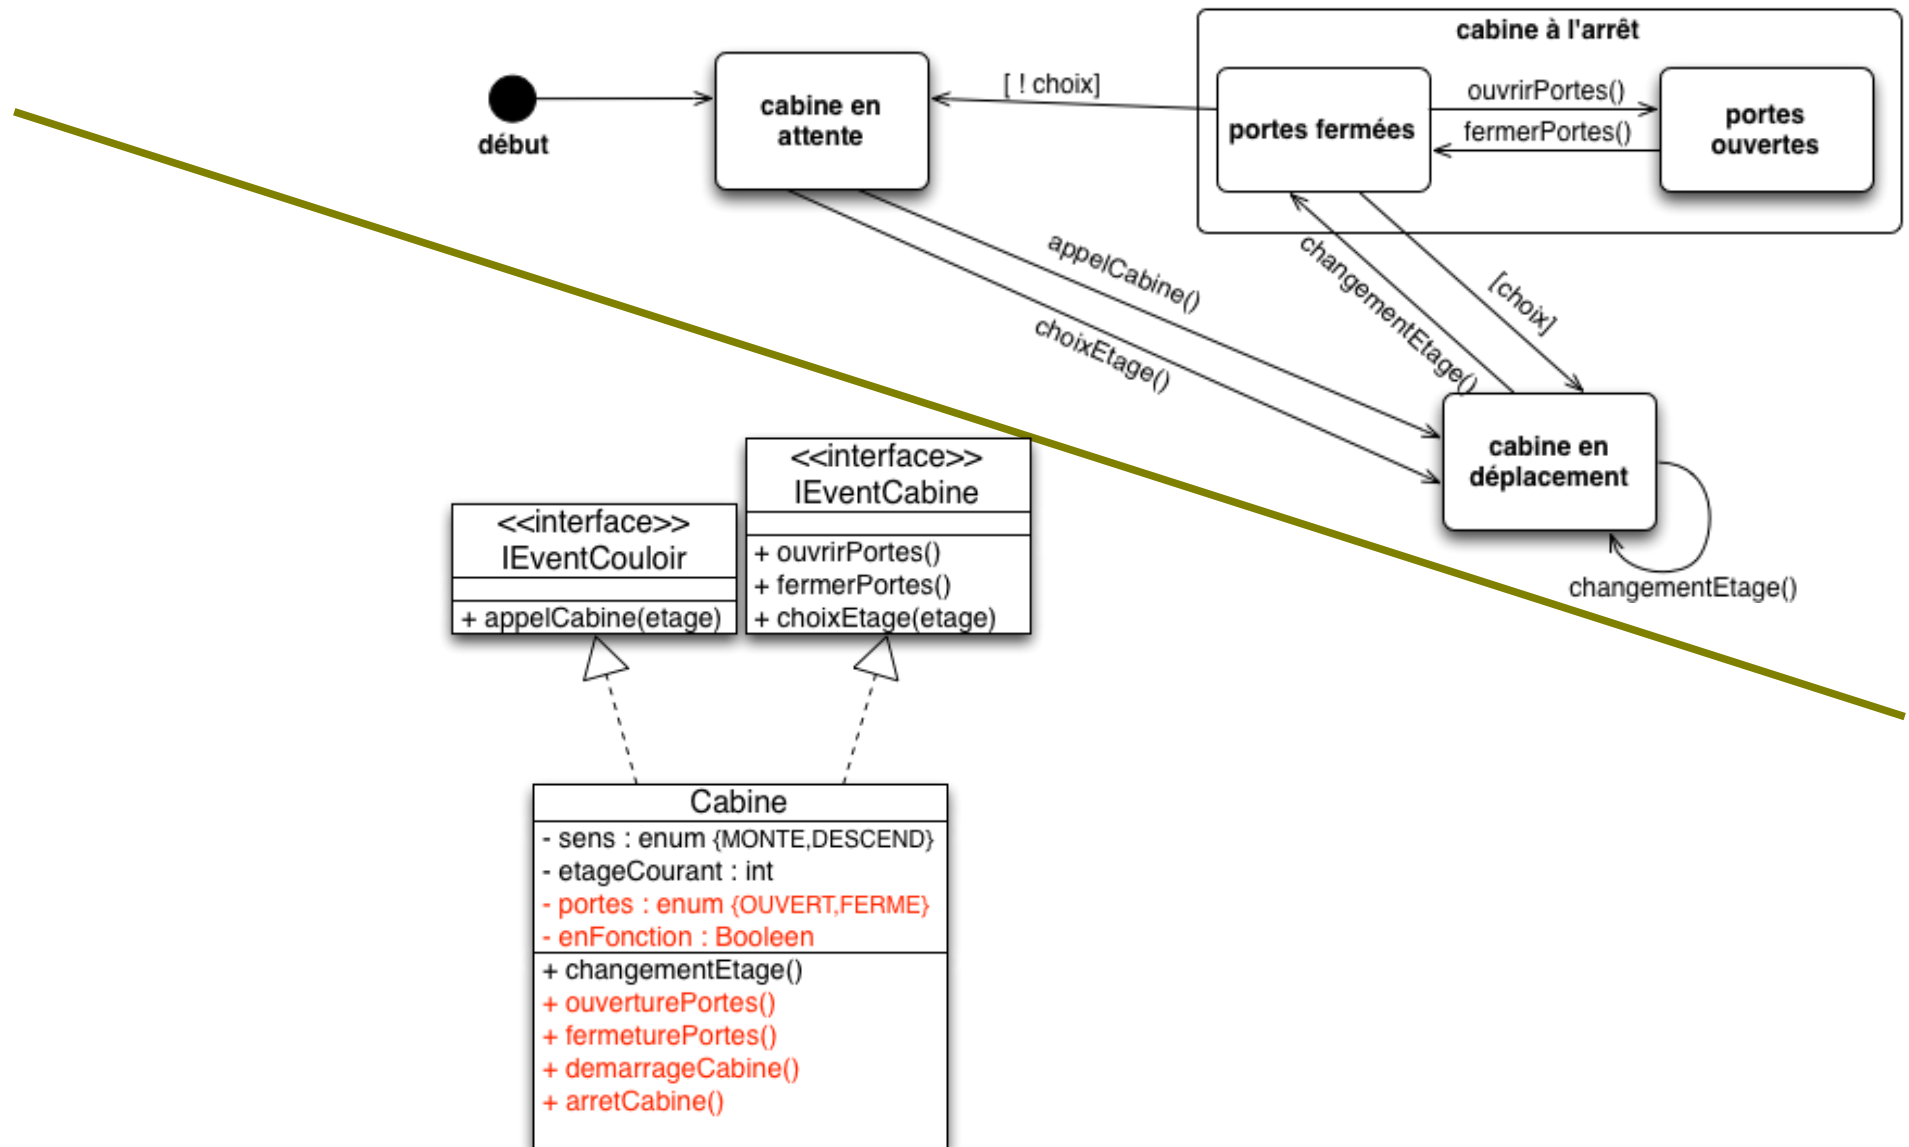 cabine à l'arrêt
début
cabine en
attente
[ ! choix]
portes fermées
ouvrirPortes()
fermerPortes()
portes
ouvertes
appelCabine()
choixEtage()
changementEtage()
[choix]
cabine en
déplacement
changementEtage()
<<interface>>
IEventCouloir
+ appelCabine(etage)
<<interface>>
IEventCabine
+ ouvrirPortes()
+ fermerPortes()
+ choixEtage(etage)
Cabine
- sens : enum {MONTE,DESCEND}
- etageCourant : int
- portes : enum {OUVERT,FERME}
- enFonction : Booleen
+ changementEtage()
+ ouverturePortes()
+ fermeturePortes()
+ demarrageCabine()
+ arretCabine()